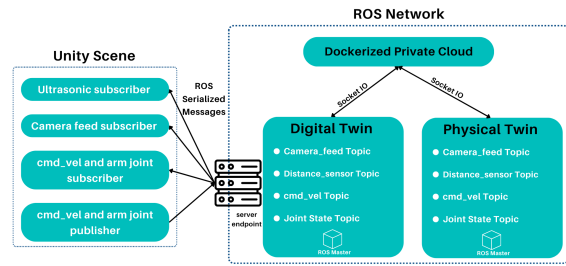 ROS Network
Unity Scene
Dockerized Private Cloud
Ultrasonic subscriber
Camera feed subscriber
cmd_vel and arm joint
subscriber
cmd_vel and arm joint
publisher
ROS
Serialized
Messages
server
endpoint
Socket IO
Socket IO
Digital Twin
Camera_feed Topic
Distance_sensor Topic
cmd_vel Topic
Joint State Topic
ROS Master
Physical Twin
Camera_feed Topic
Distance_sensor Topic
cmd_vel Topic
Joint State Topic
ROS Master